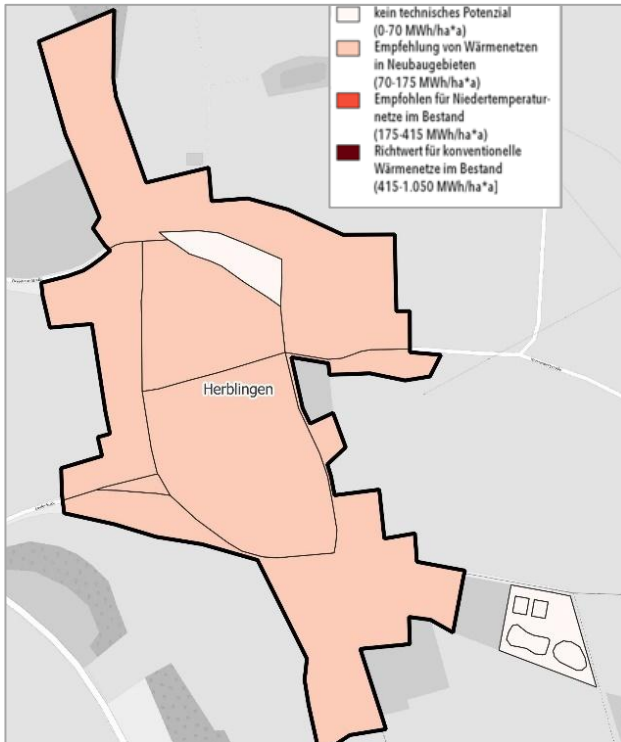 kein technisches Potenzial
(0-70 MWh/ha*a)
Empfehlung von Wärmenetzen
in Neubaugebieten
(70-175 MWh/ha*a)
Empfohlen für Niedertemperatur-
netze im Bestand
(175-415 MWh/ha*a)
Richtwert für konventionelle
Wärmenetze im Bestand
(415-1.050 MWh/ha*a]
Herblingen